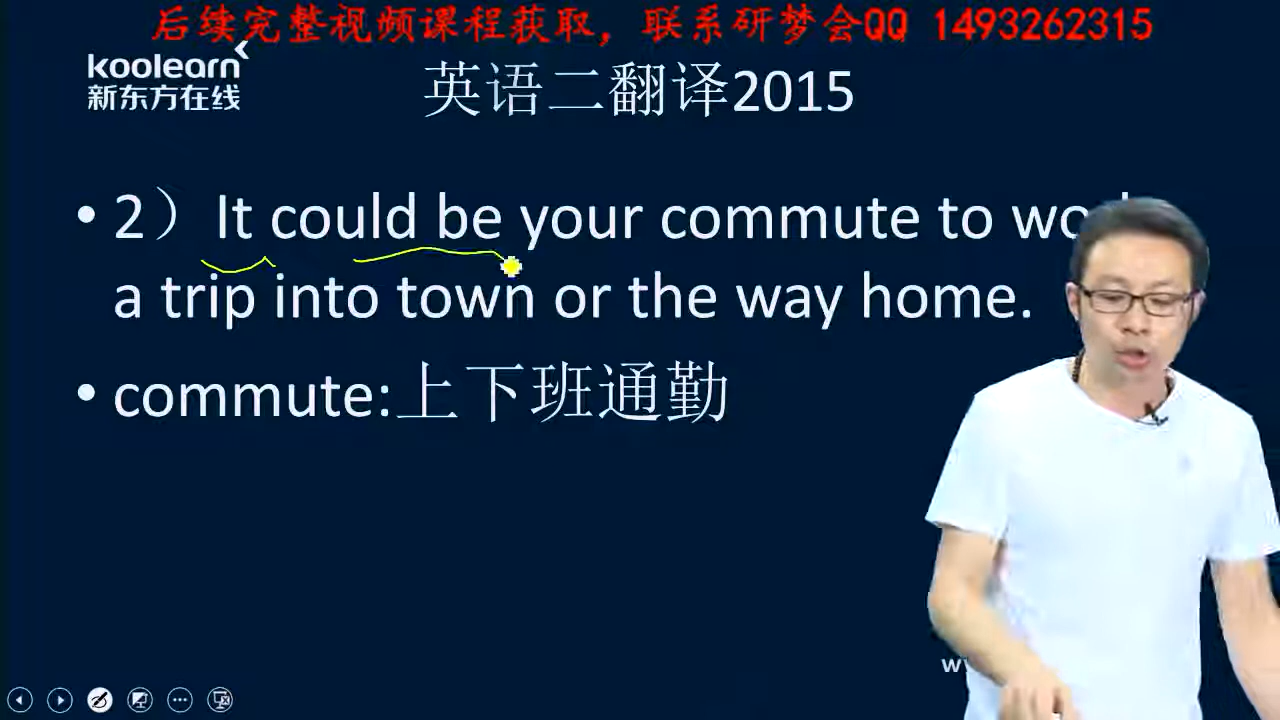 后续完整视频课程获取，联系研梦会QQ 1493262315
koolearn
新东方在线
英语二翻译2015
• 2）It could be your commute to
a trip into town or the way home.
• commute:上下班通勤